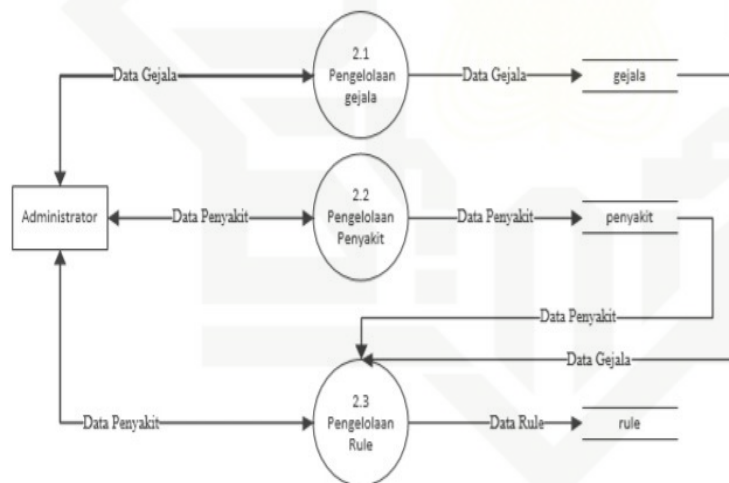 2.1
Pengelolaan
gejala
Data Gejala
Data Gejala
gejala
2.2
Pengelolaan
Penyakit
Administrator
Data Penyakit
Data Penyakit
penyakit
Data Penyakit
Data Gejala
2.3
Pengelolaan
Rule
Data Penyakit
Data Rule
rule